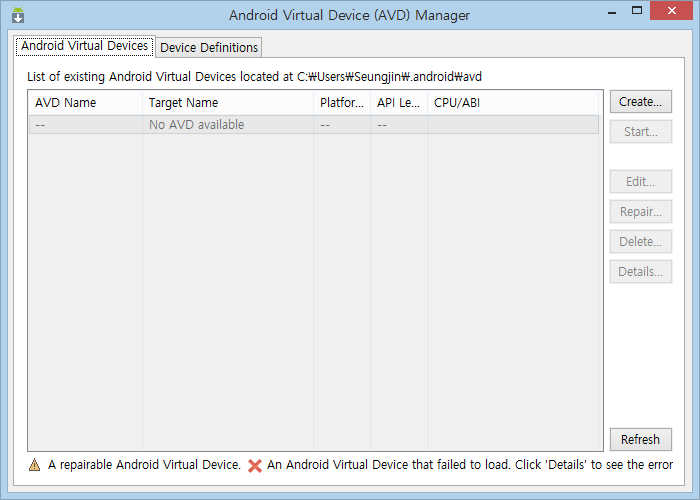 Android Virtual Device (AVD) Manager
Android Virtual Devices Device Definitions
List of existing Android Virtual Devices located at C:₩Users₩Seungjin₩.android₩avd
AVD Name Target Name Platfor... API Le... CPU/ABI
-- No AVD available -- --
Create...
Start...
Edit...
Repair...
Delete...
Details...
Refresh
A repairable Android Virtual Device. An Android Virtual Device that failed to load. Click 'Details' to see the error